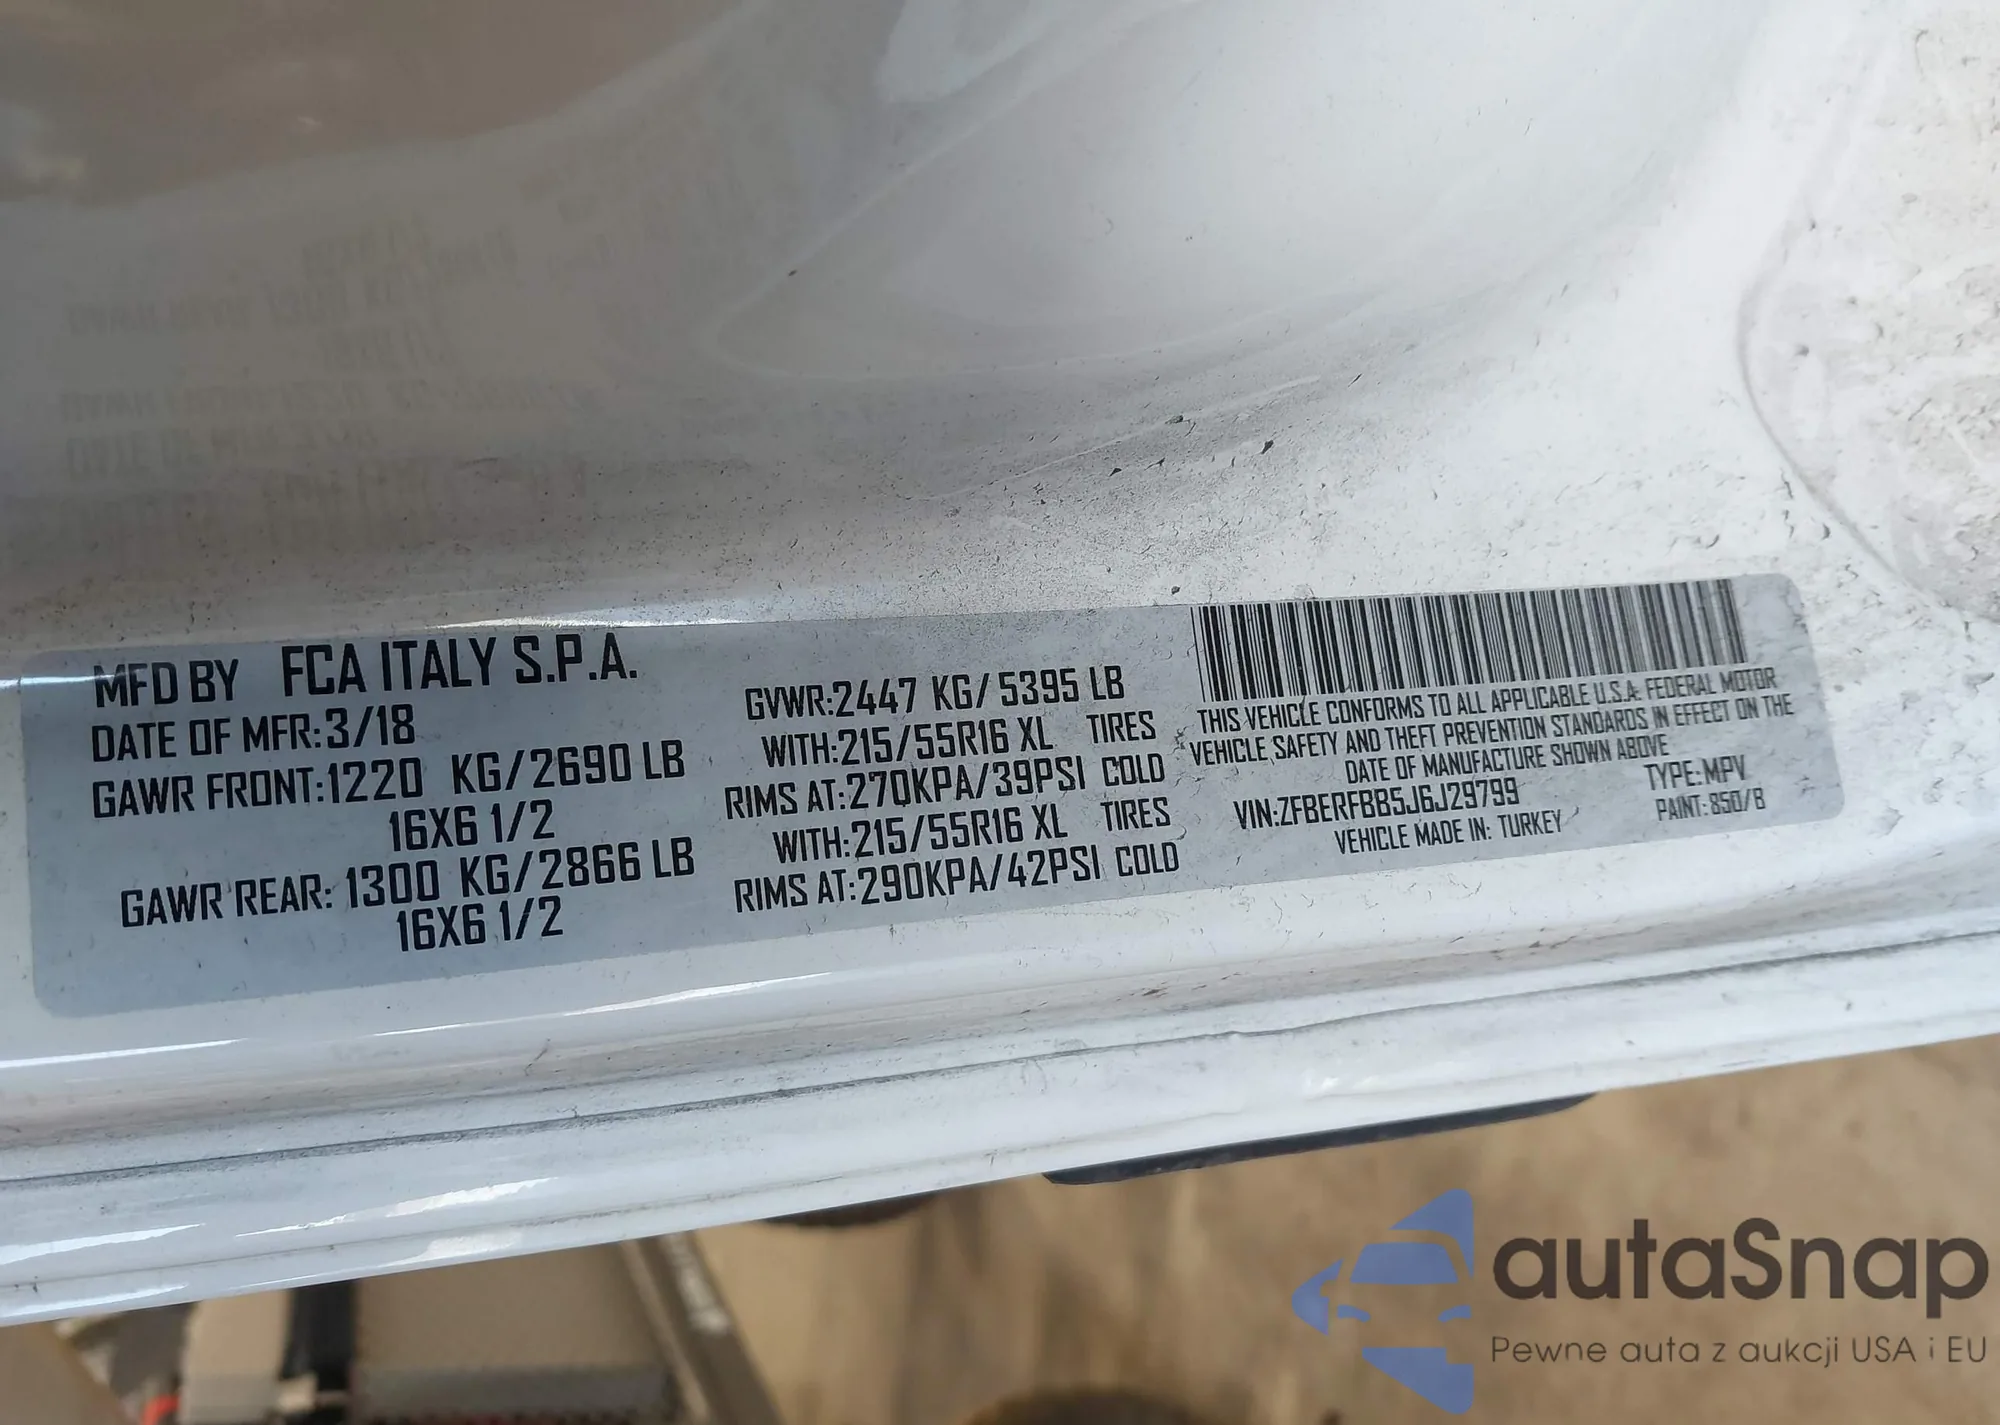 MFD BY FCA ITALY S.P.A.
DATE OF MFR:3/18
GAWR FRONT:1220 KG/2690 LB
16X6 1/2
GAWR REAR: 1300 KG/2866 LB
16X6 1/2
GVWR:2447 KG/5395 LB
WITH:215/55R16 XL TIRES
RIMS AT:270KPA/39PSI COLD
WITH:215/55R16 XL TIRES
RIMS AT:290KPA/42PSI COLD
THIS VEHICLE CONFORMS TO ALL APPLICABLE U.S.A. FEDERAL MOTOR
VEHICLE SAFETY AND THEFT PREVENTION STANDARDS IN EFFECT ON THE
DATE OF MANUFACTURE SHOWN ABOVE
VIN:ZFBERFBB5J6J29799 TYPE:MPV
VEHICLE MADE IN: TURKEY PAINT:850/B
autaSnap
Pewne auta z aukcji USA i EU